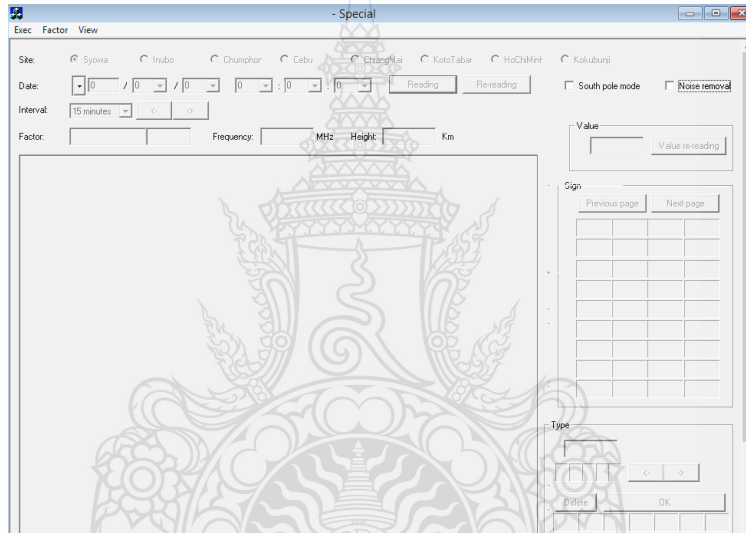 - Special
Exec Factor View
Site: Syowa Inubo Chumphor Cebu ChiangMai KotoTabar HoChiMinh Kokubunji
Date: 0 / 0 / 0 0 : 0 : 0 Reading Re-reading South pole mode Noise removal
Interval: 15 minutes <- ->
Factor: Frequency: MHz Height: Km
Value
Value re-reading
Sign
Previous page Next page
Type
<- ->
Delete OK